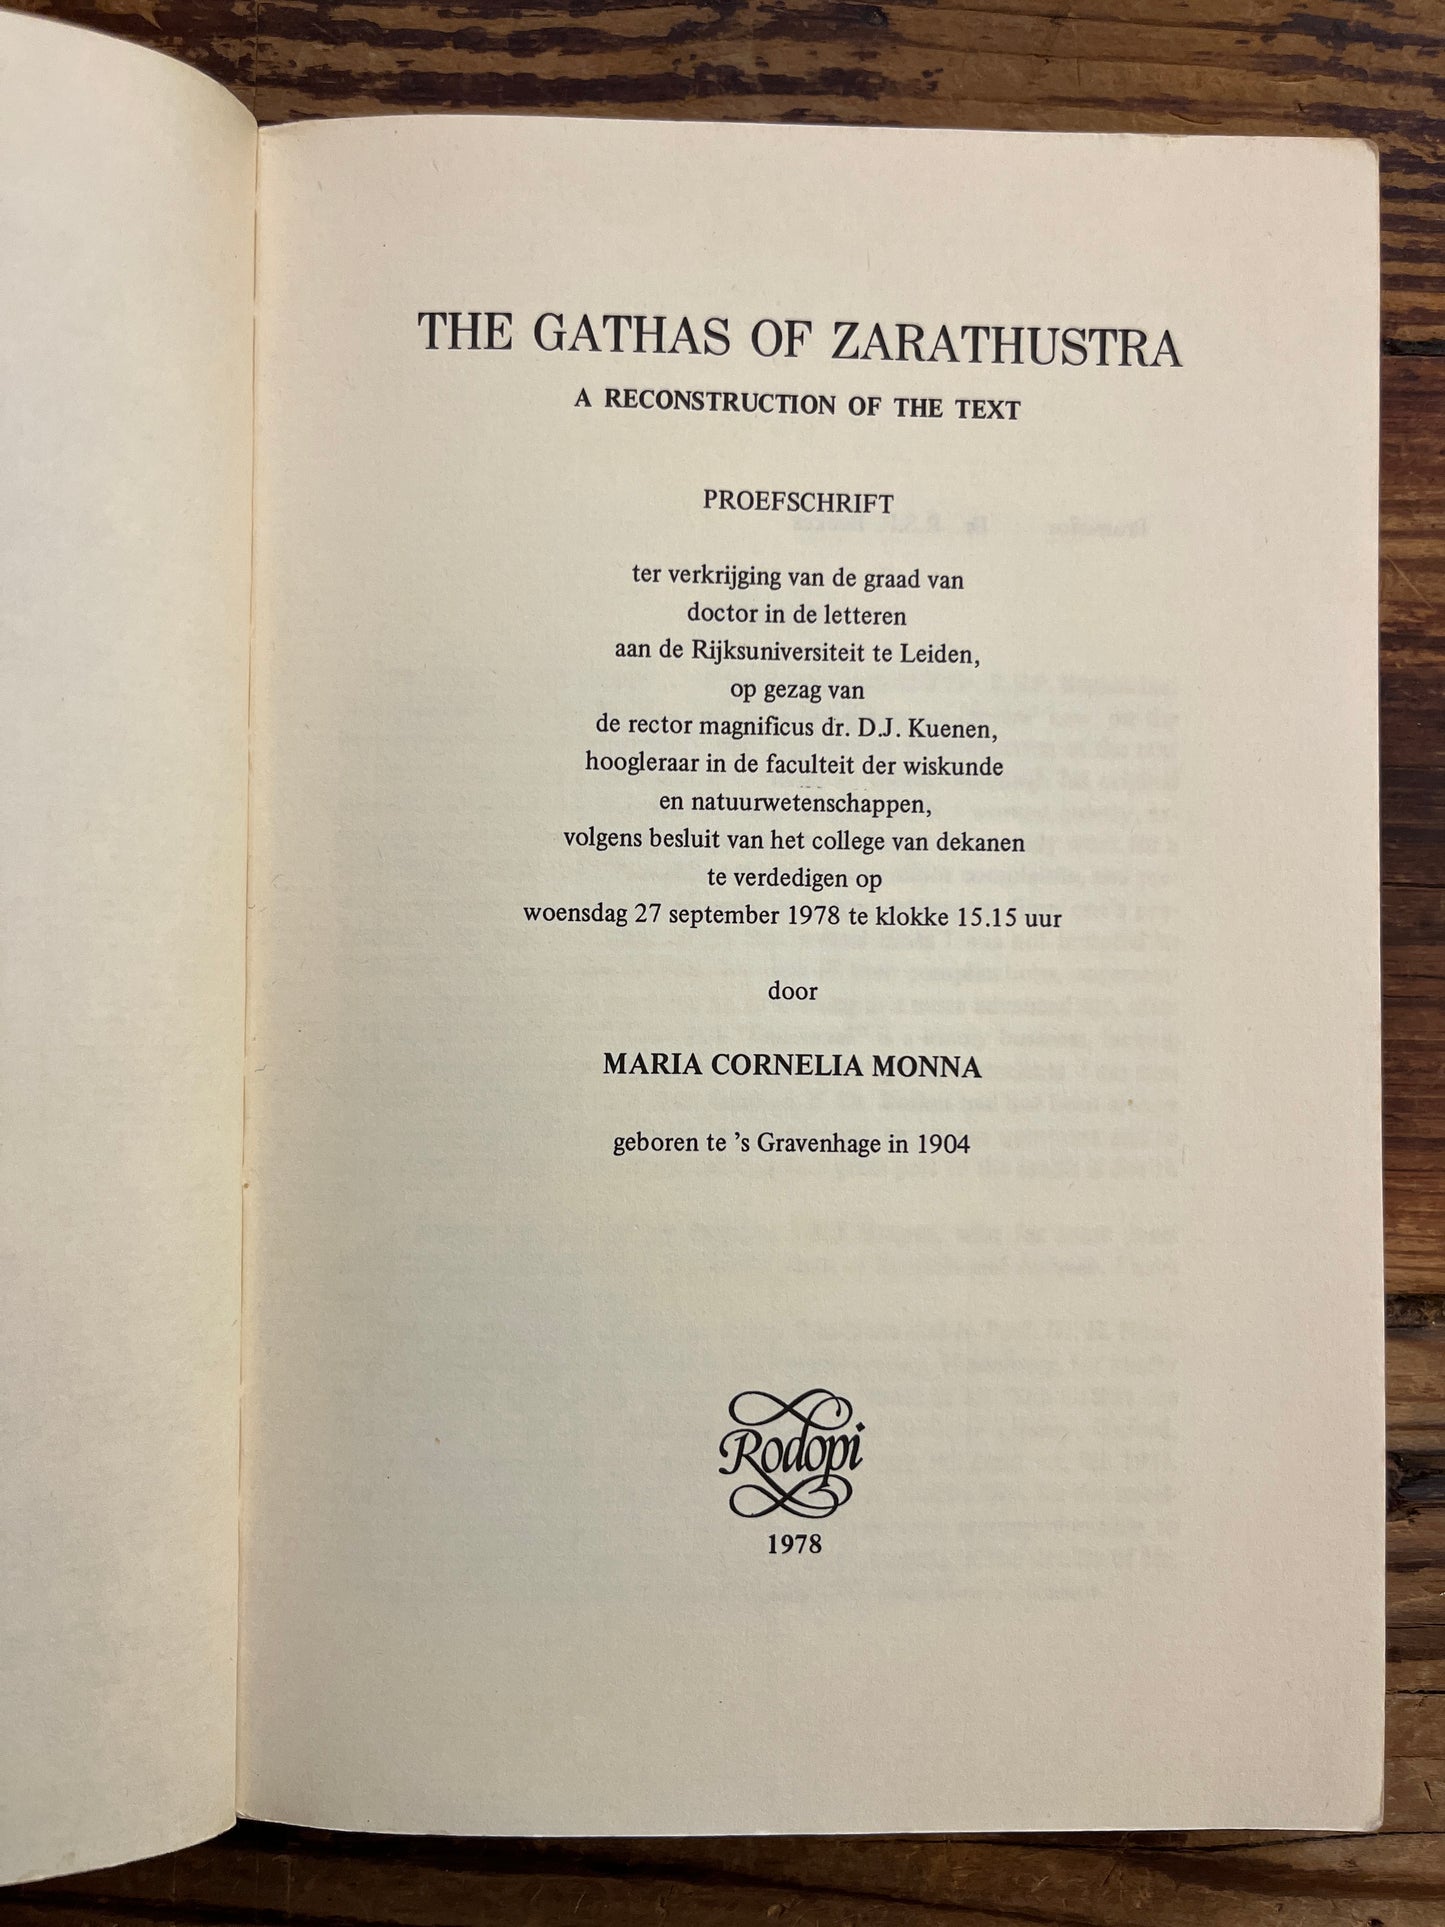 THE GATHAS OF ZARATHUSTRA
A RECONSTRUCTION OF THE TEXT
PROEFSCHRIFT
ter verkrijging van de graad van
doctor in de letteren
aan de Rijksuniversiteit te Leiden,
op gezag van
de rector magnificus dr. D.J. Kuenen,
hoogleraar in de faculteit der wiskunde
en natuurwetenschappen,
volgens besluit van het college van dekanen
te verdedigen op
woensdag 27 september 1978 te klokke 15.15 uur
door
MARIA CORNELIA MONNA
geboren te ’s Gravenhage in 1904
Rodopi
1978